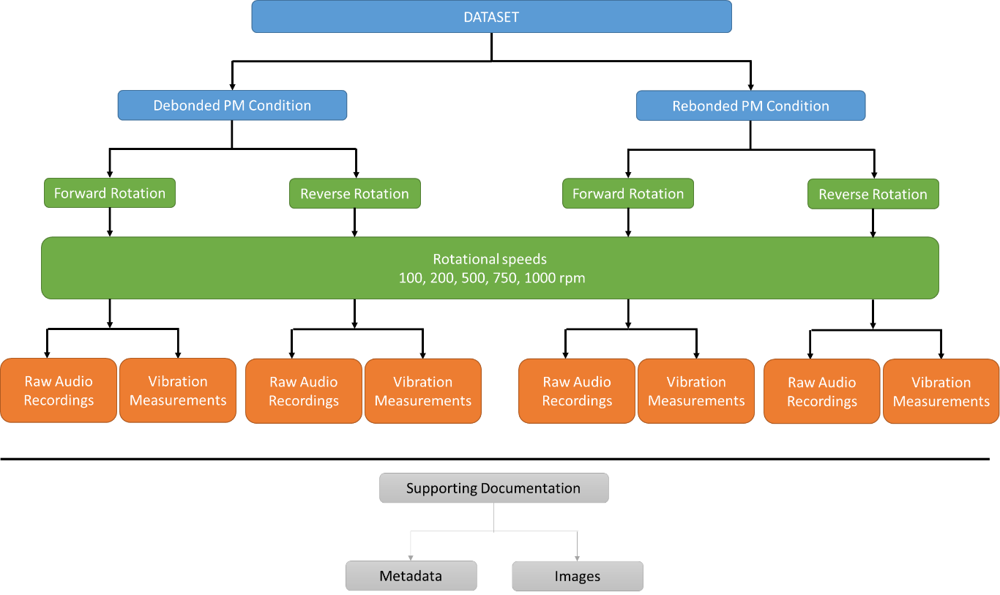 DATASET
Debonded PM Condition
Rebonded PM Condition
Forward Rotation
Reverse Rotation
Forward Rotation
Reverse Rotation
Rotational speeds
100, 200, 500, 750, 1000 rpm
Raw Audio
Recordings
Vibration
Measurements
Raw Audio
Recordings
Vibration
Measurements
Raw Audio
Recordings
Vibration
Measurements
Raw Audio
Recordings
Vibration
Measurements
Supporting Documentation
Metadada
Images